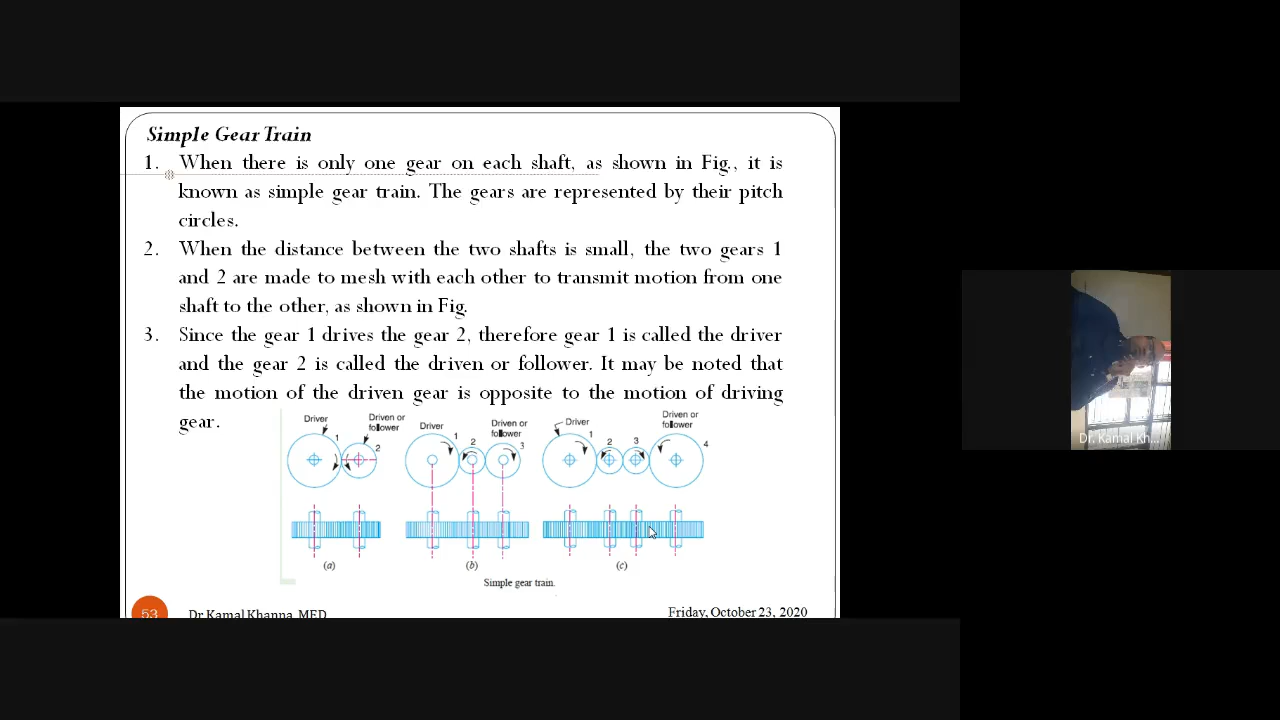 Simple Gear Train
1. When there is only one gear on each shaft, as shown in Fig., it is
known as simple gear train. The gears are represented by their pitch
circles.
2. When the distance between the two shafts is small, the two gears 1
and 2 are made to mesh with each other to transmit motion from one
shaft to the other, as shown in Fig.
3. Since the gear 1 drives the gear 2, therefore gear 1 is called the driver
and the gear 2 is called the driven or follower. It may be noted that
the motion of the driven gear is opposite to the motion of driving
gear.
Driver
Driven or
follower
1
2
Driver
Driven or
follower
1
2
3
Driver
Driven or
follower
1
2
3
4
(a)
(b)
(c)
Simple gear train.
53
Dr Kamal Khanna, MED
Friday, October 23, 2020
Dr. Kamal Kh...